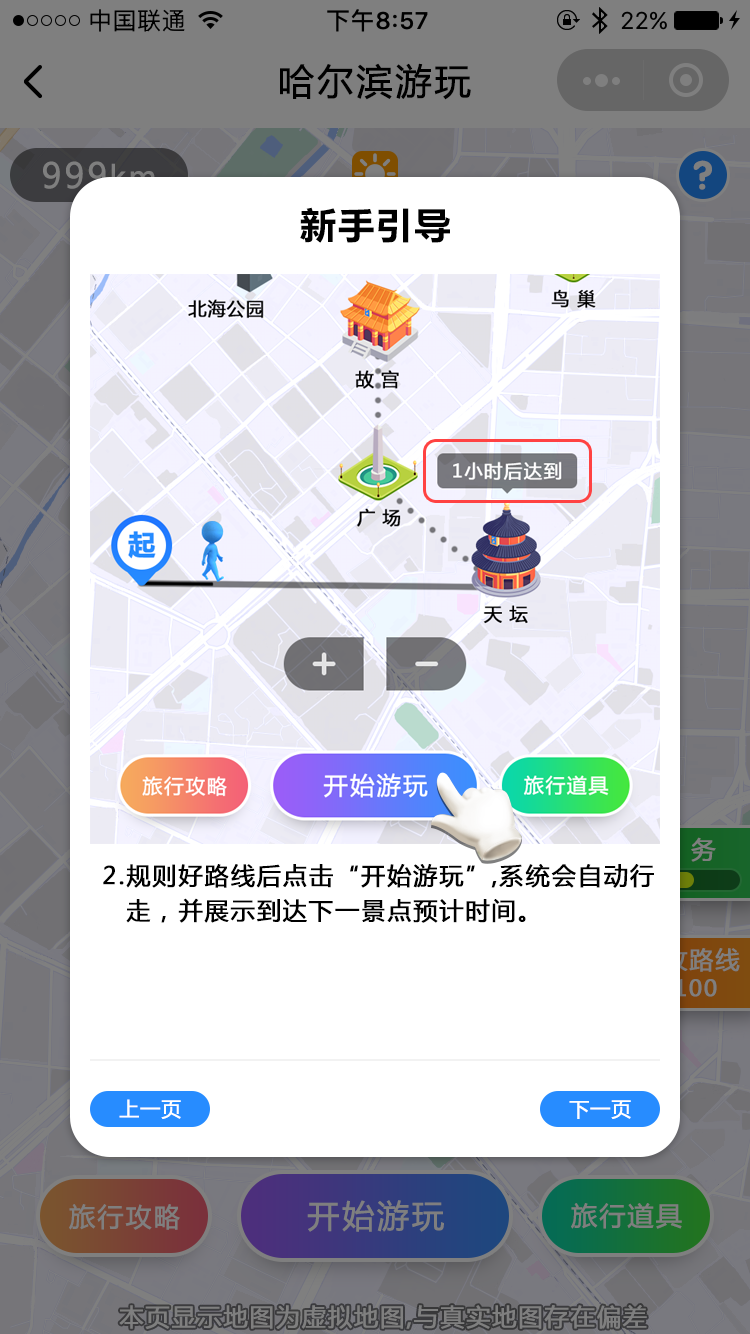 中国联通 下午8:57 22%
哈尔滨游玩
999km
?
新手引导
北海公园
鸟巢
故宫
1小时后达到
广场
起
天坛
+ −
旅行攻略 开始游玩 旅行道具
务
2.规则好路线后点击“开始游玩”,系统会自动行
走，并展示到达下一景点预计时间。
路线
100
上一页 下一页
旅行攻略 开始游玩 旅行道具
本页显示地图为虚拟地图,与真实地图存在偏差